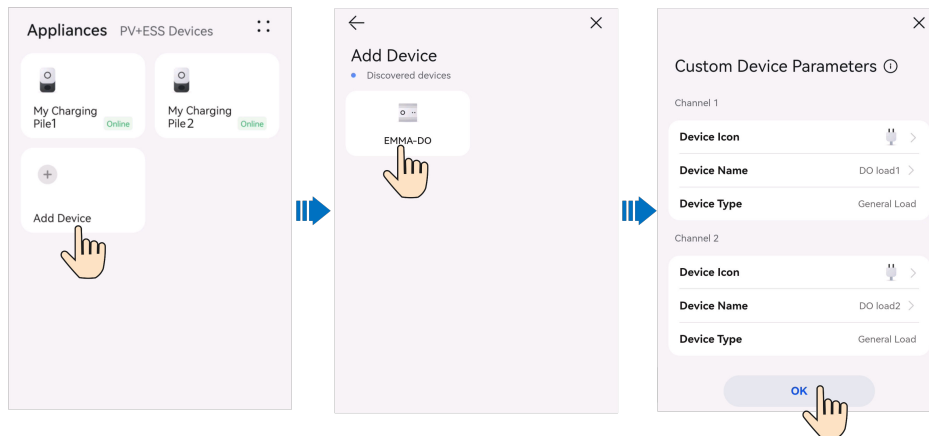 Appliances PV+ESS Devices
My Charging
Pile1 Online
My Charging
Pile 2 Online
Add Device
Add Device
Discovered devices
EMMA-DO
Custom Device Parameters
Channel 1
Device Icon
Device Name DO load1
Device Type General Load
Channel 2
Device Icon
Device Name DO load2
Device Type General Load
OK